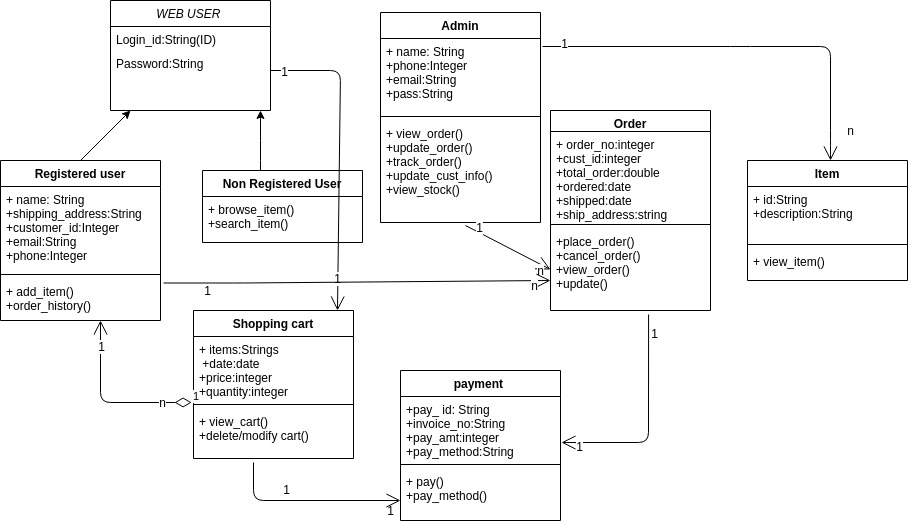 WEB USER
Login_id:String(ID)
Password:String
1
Admin
+ name: String
+phone:Integer
+email:String
+pass:String
+ view_order()
+update_order()
+track_order()
+update_cust_info()
+view_stock()
1
n
Order
+ order_no:integer
+cust_id:integer
+total_order:double
+ordered:date
+shipped:date
+ship_address:string
+place_order()
+cancel_order()
+view_order()
+update()
Item
+ id:String
+description:String
+ view_item()
Registered user
+ name: String
+shipping_address:String
+customer_id:Integer
+email:String
+phone:Integer
+ add_item()
+order_history()
Non Registered User
+ browse_item()
+search_item()
1
n
1
n
1
Shopping cart
+ items:Strings
+date:date
+price:integer
+quantity:integer
+ view_cart()
+delete/modify cart()
1
n
1
payment
+pay_ id: String
+invoice_no:String
+pay_amt:integer
+pay_method:String
+ pay()
+pay_method()
1
1
1
1